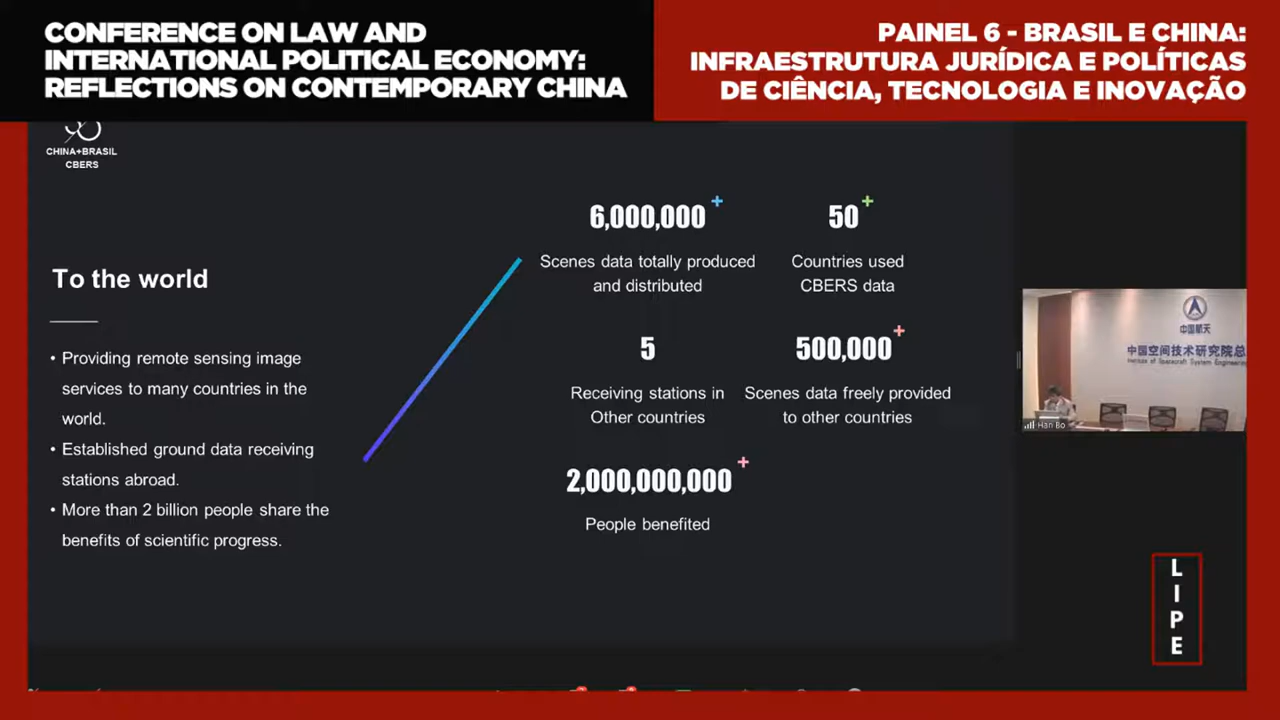 CONFERENCE ON LAW AND
INTERNATIONAL POLITICAL ECONOMY:
REFLECTIONS ON CONTEMPORARY CHINA
PAINEL 6 - BRASIL E CHINA:
INFRAESTRUTURA JURÍDICA E POLÍTICAS
DE CIÊNCIA, TECNOLOGIA E INOVAÇÃO
CHINA+BRASIL
CBERS
To the world
• Providing remote sensing image
services to many countries in the
world.
• Established ground data receiving
stations abroad.
• More than 2 billion people share the
benefits of scientific progress.
6,000,000+
Scenes data totally produced
and distributed
50+
Countries used
CBERS data
5
Receiving stations in
Other countries
500,000+
Scenes data freely provided
to other countries
2,000,000,000+
People benefited
中国航天
中国空间技术研究院总
Institute of Spacecraft System Engineering
Han Bo
L
I
P
E